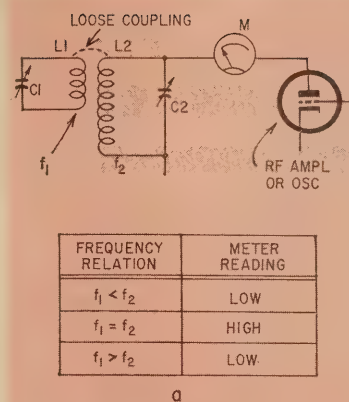 LOOSE COUPLING
L1 L2 M
C1 C2
f₁ f₂
RF AMPL
OR OSC
FREQUENCY RELATION METER READING
f₁ < f₂ LOW
f₁ = f₂ HIGH
f₁ > f₂ LOW
a